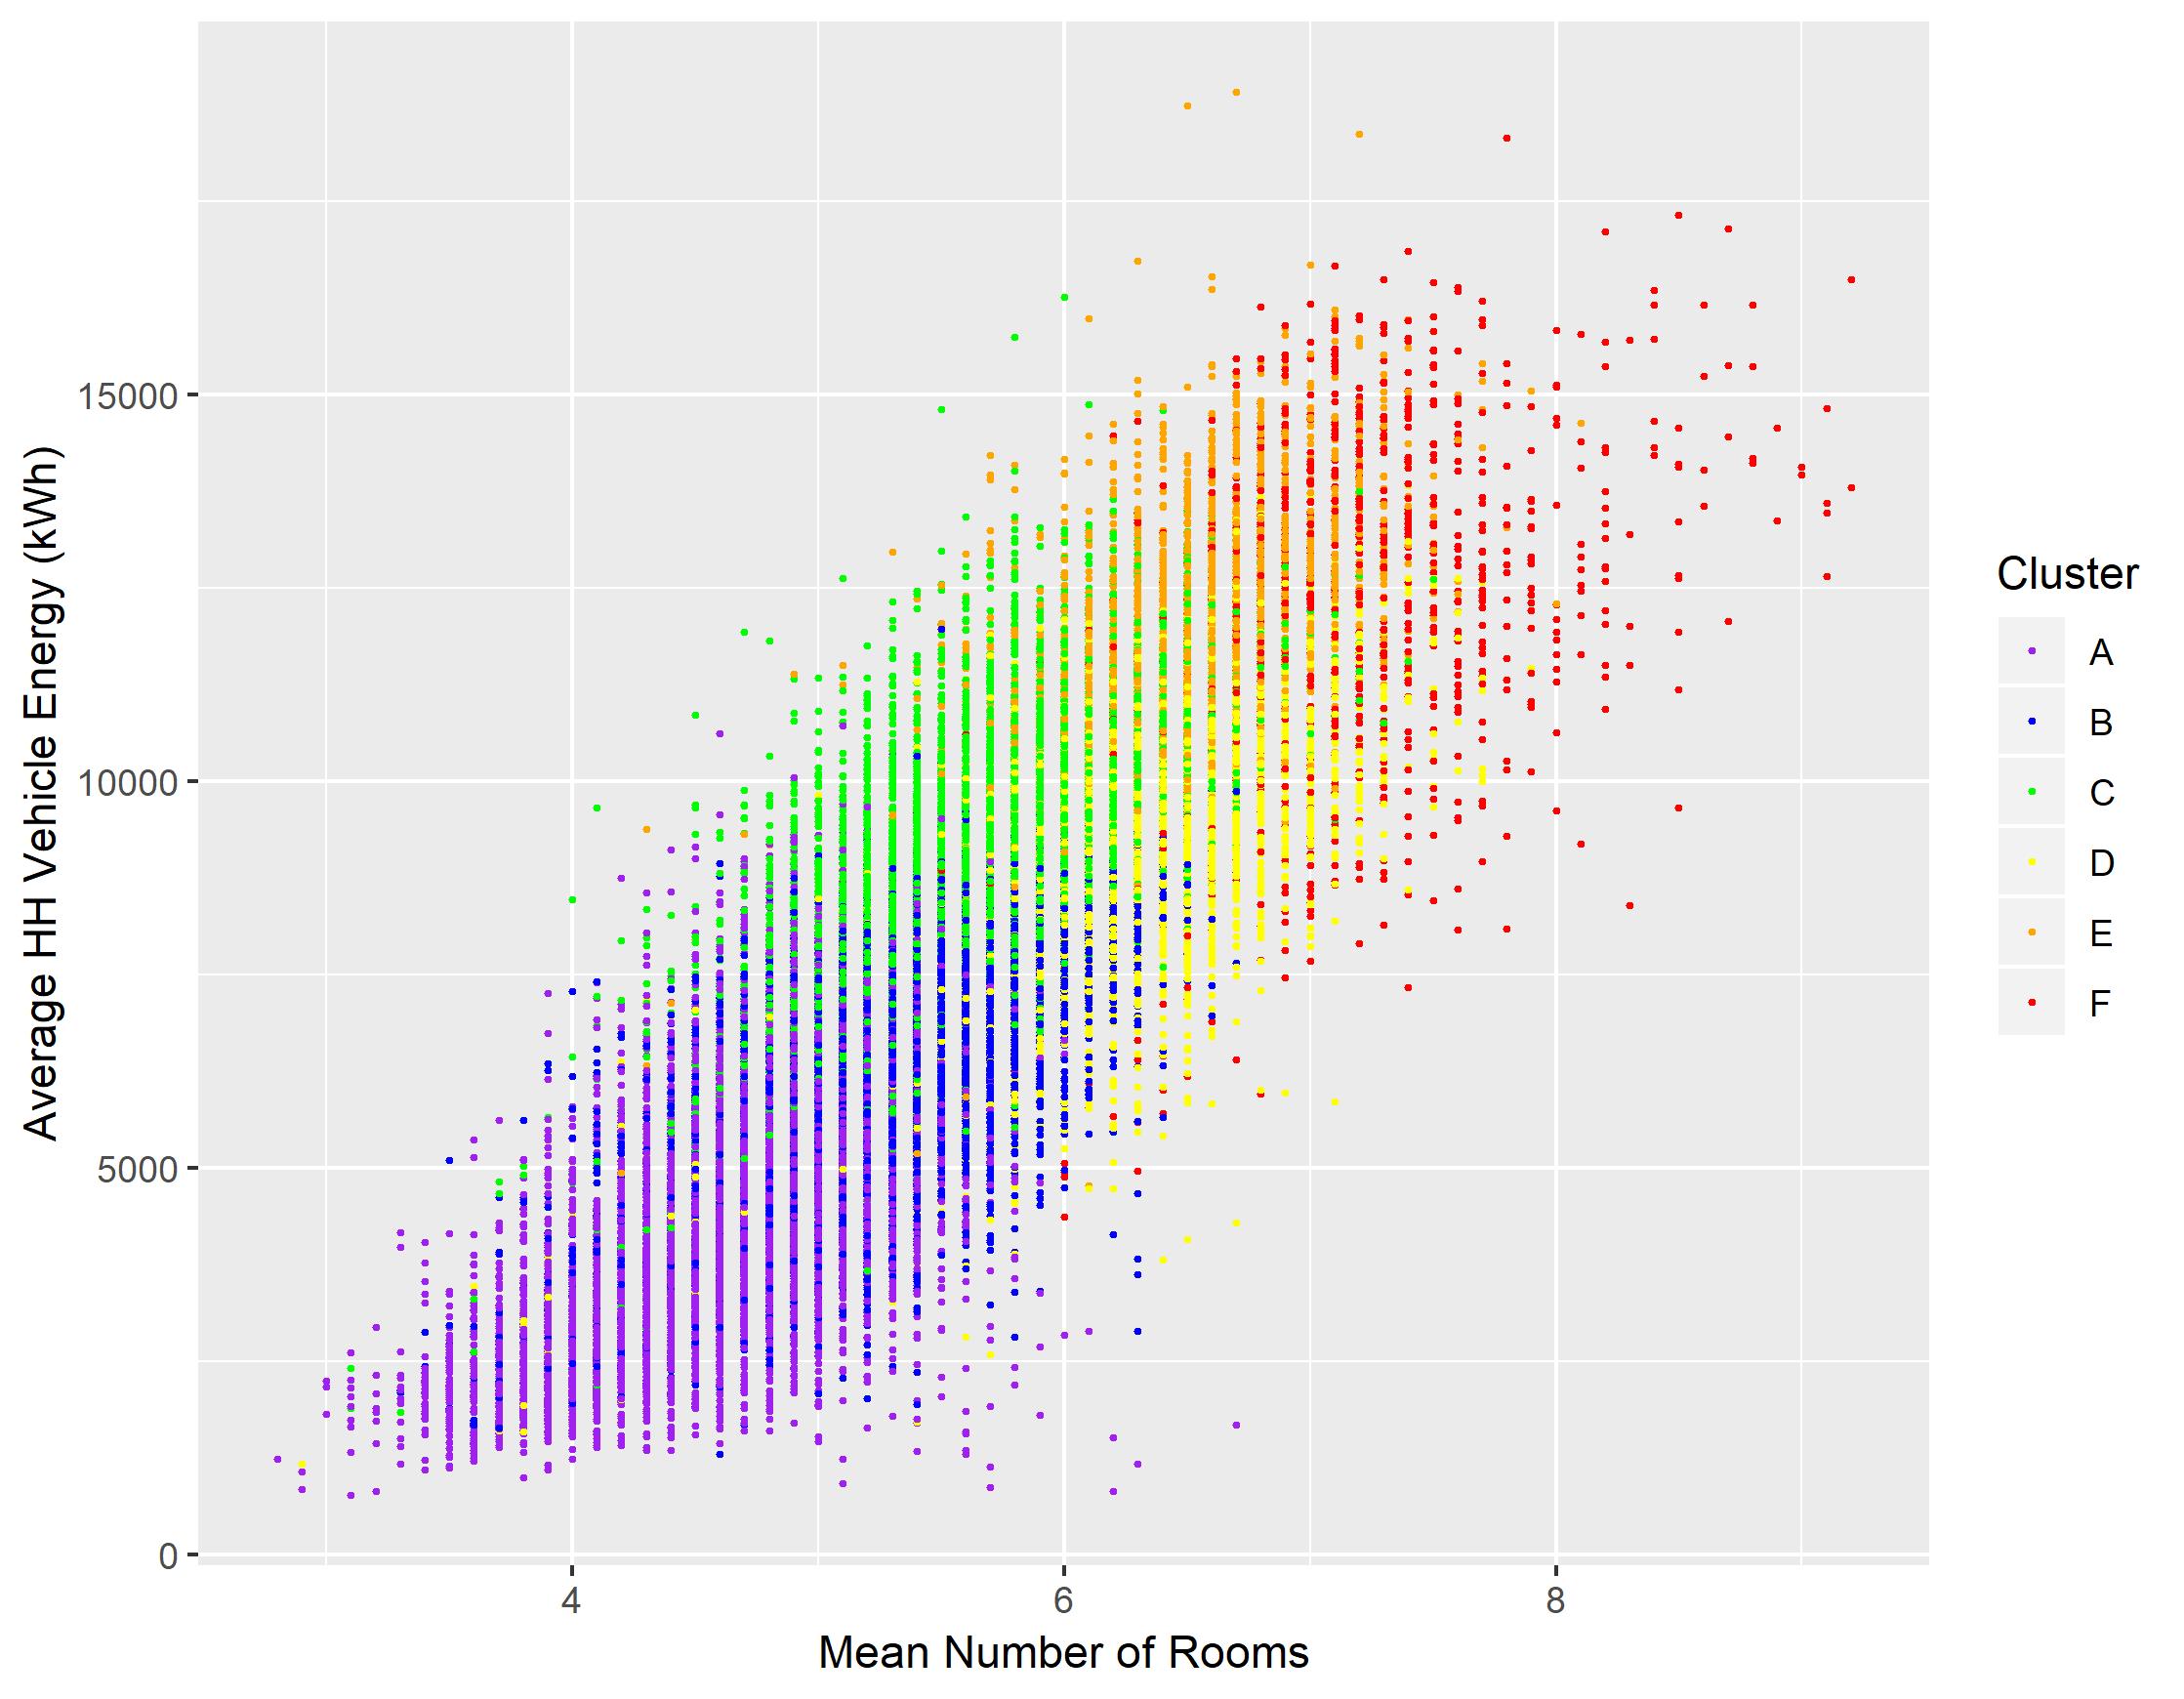 Average HH Vehicle Energy (kWh)
15000
10000
5000
0
4
6
8
Mean Number of Rooms
Cluster
A
B
C
D
E
F